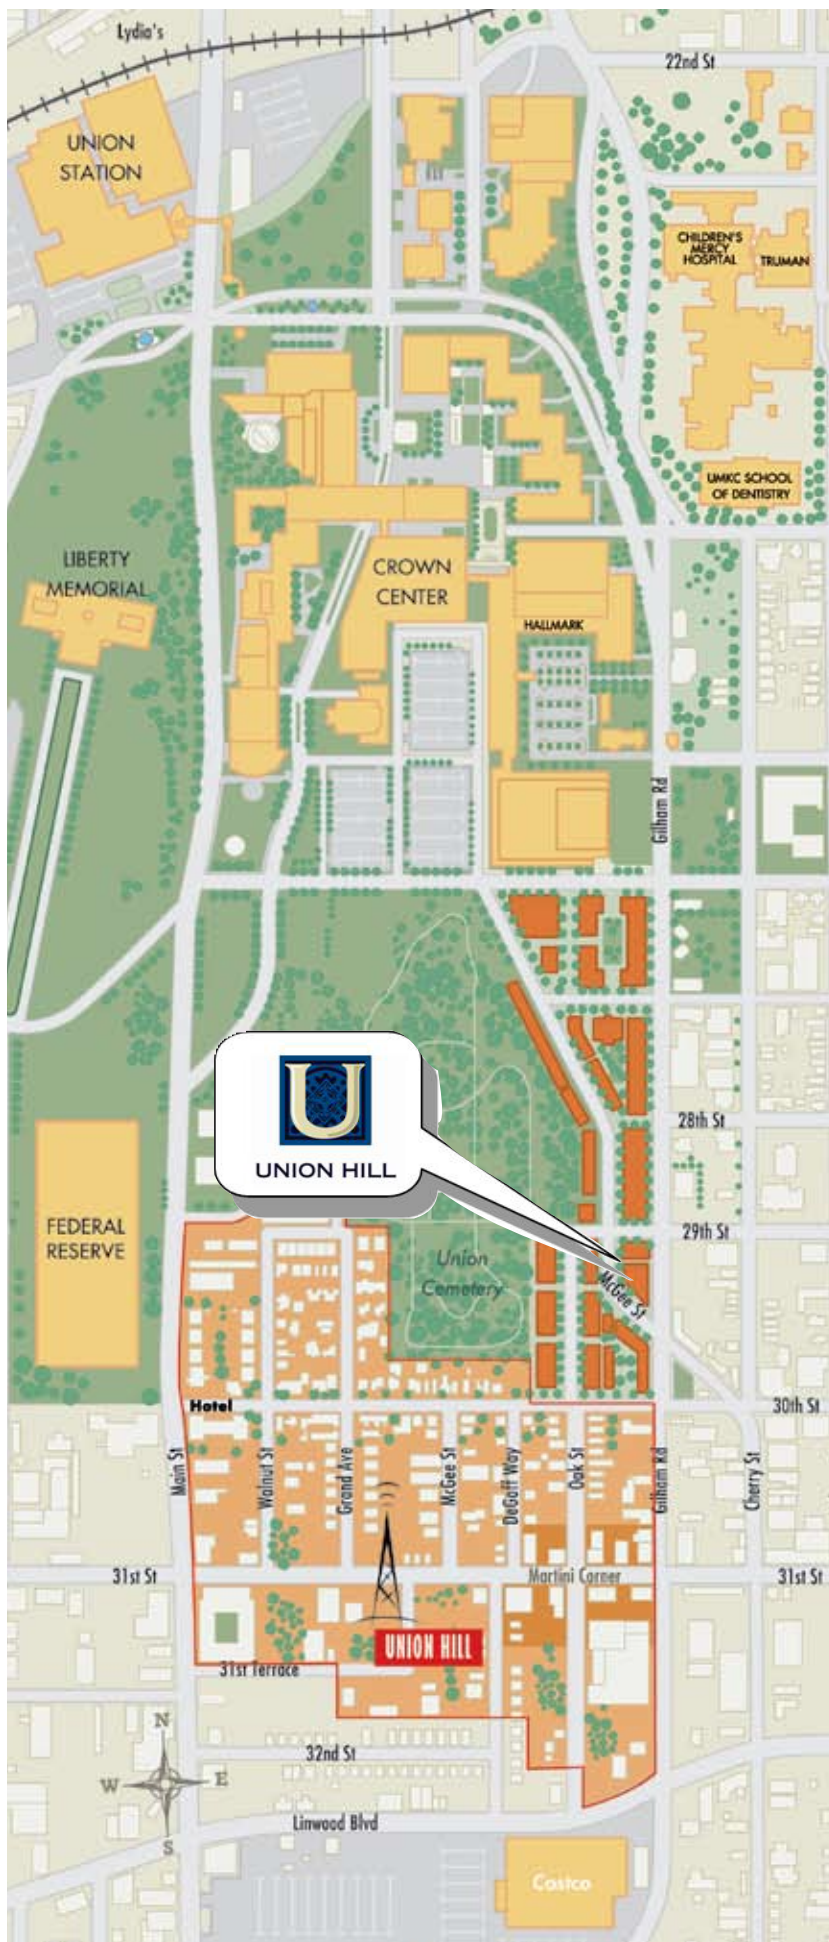 Lydia's
22nd St
UNION
STATION
CHILDREN'S
MERCY
HOSPITAL
TRUMAN
UMKC SCHOOL
OF DENTISTRY
LIBERTY
MEMORIAL
CROWN
CENTER
HALLMARK
Gilham Rd
U
UNION HILL
28th St
FEDERAL
RESERVE
29th St
Union
Cemetery
McGee St
Hotel
30th St
Main St
Walnut St
Grand Ave
McGee St
DeGaff Way
Oak St
Gilham Rd
Cherry St
31st St
Martini Corner
31st St
UNION HILL
31st Terrace
N
W
E
S
32nd St
Linwood Blvd
Costco